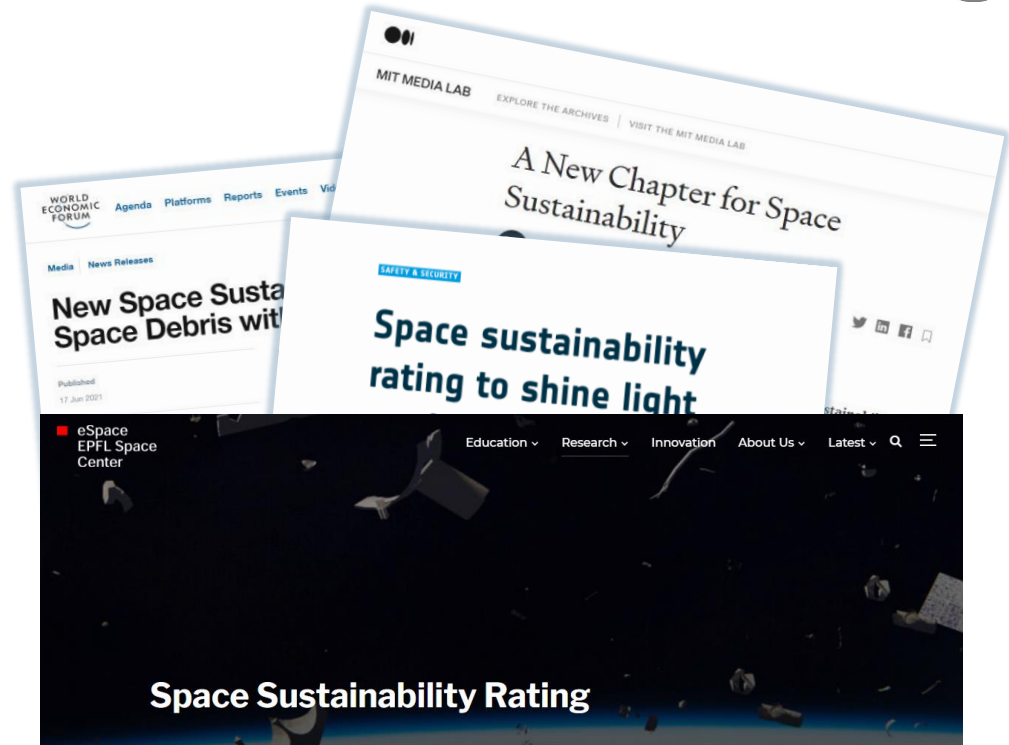 MIT MEDIA LAB
EXPLORE THE ARCHIVES
VISIT THE MIT MEDIA LAB
A New Chapter for Space
Sustainability
WORLD
ECONOMIC
FORUM
Agenda Platforms Reports Events Vid
Media News Releases
New Space Susta
Space Debris wit
Published
17 Jun 2021
SAFETY & SECURITY
Space sustainability
rating to shine light
in
eSpace
EPFL Space
Center
Education Research Innovation About Us Latest
Space Sustainability Rating